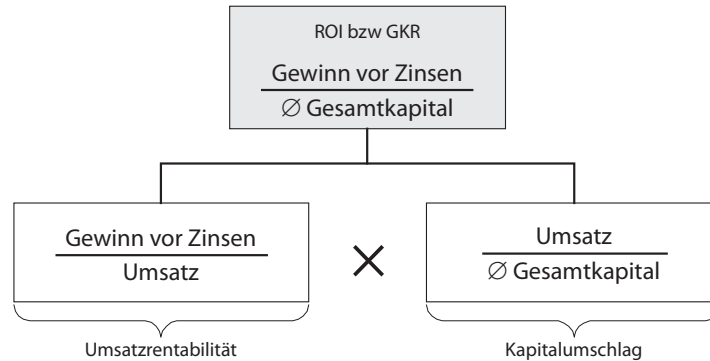 ROI bzw GKR
Gewinn vor Zinsen
∅ Gesamtkapital
Gewinn vor Zinsen
Umsatz
×
Umsatz
∅ Gesamtkapital
Umsatzrentabilität
Kapitalumschlag